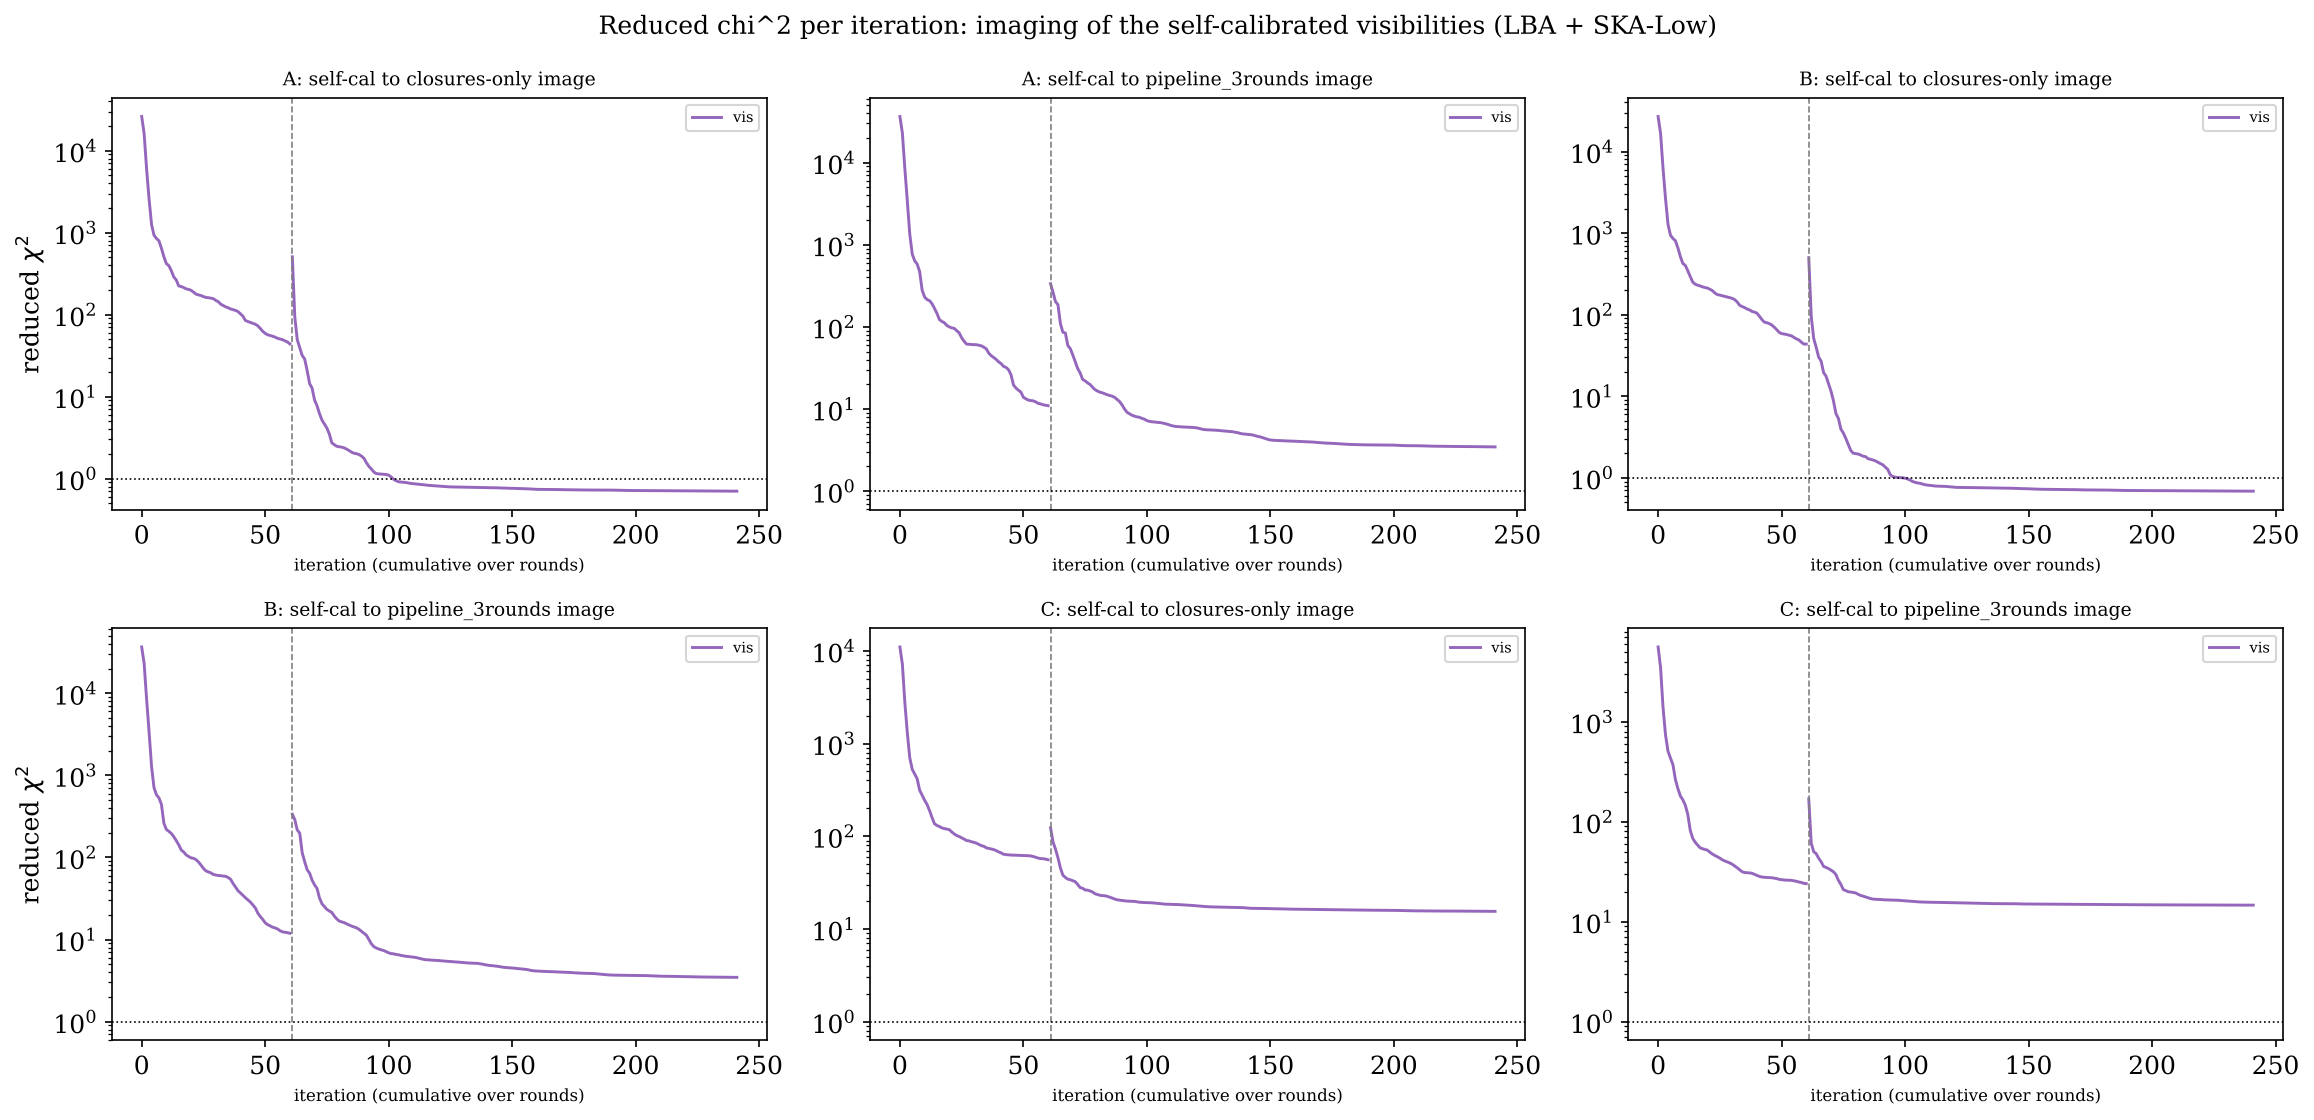 Reduced chi^2 per iteration: imaging of the self-calibrated visibilities (LBA + SKA-Low)
A: self-cal to closures-only image
vis
reduced χ²
10⁴
10³
10²
10¹
10⁰
0 50 100 150 200 250
iteration (cumulative over rounds)
A: self-cal to pipeline_3rounds image
vis
10⁴
10³
10²
10¹
10⁰
0 50 100 150 200 250
iteration (cumulative over rounds)
B: self-cal to closures-only image
vis
10⁴
10³
10²
10¹
10⁰
0 50 100 150 200 250
iteration (cumulative over rounds)
B: self-cal to pipeline_3rounds image
vis
reduced χ²
10⁴
10³
10²
10¹
10⁰
0 50 100 150 200 250
iteration (cumulative over rounds)
C: self-cal to closures-only image
vis
10⁴
10³
10²
10¹
10⁰
0 50 100 150 200 250
iteration (cumulative over rounds)
C: self-cal to pipeline_3rounds image
vis
10³
10²
10¹
10⁰
0 50 100 150 200 250
iteration (cumulative over rounds)